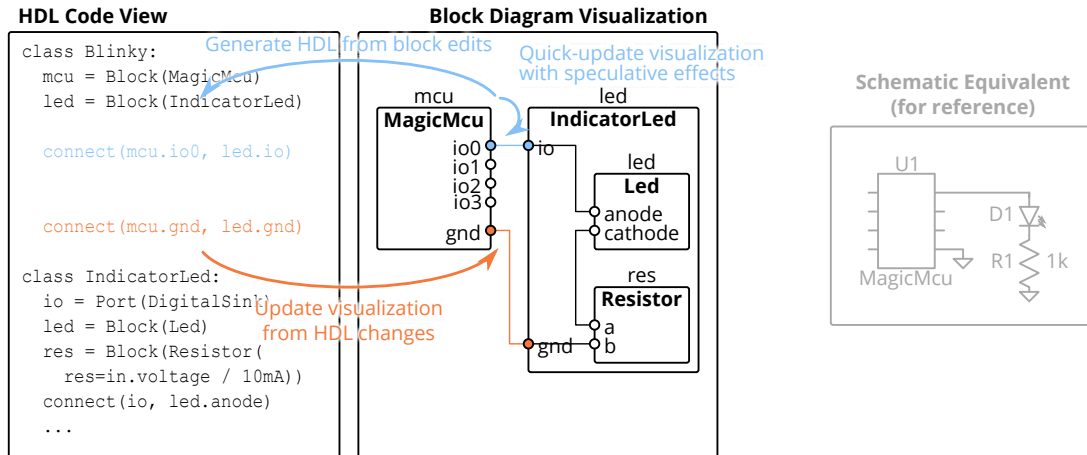 HDL Code View
class Blinky:
mcu = Block(MagicMcu)
led = Block(IndicatorLed)
connect(mcu.io0, led.io)
connect(mcu.gnd, led.gnd)
class IndicatorLed:
io = Port(DigitalSink)
led = Block(Led)
res = Block(Resistor(
res=in.voltage / 10mA))
connect(io, led.anode)
...
Generate HDL from block edits
Update visualization
from HDL changes
Block Diagram Visualization
Quick-update visualization
with speculative effects
mcu
MagicMcu
io0
io1
io2
io3
gnd
led
IndicatorLed
io
led
Led
anode
cathode
res
Resistor
a
b
gnd
Schematic Equivalent
(for reference)
U1
MagicMcu
D1
R1 1k